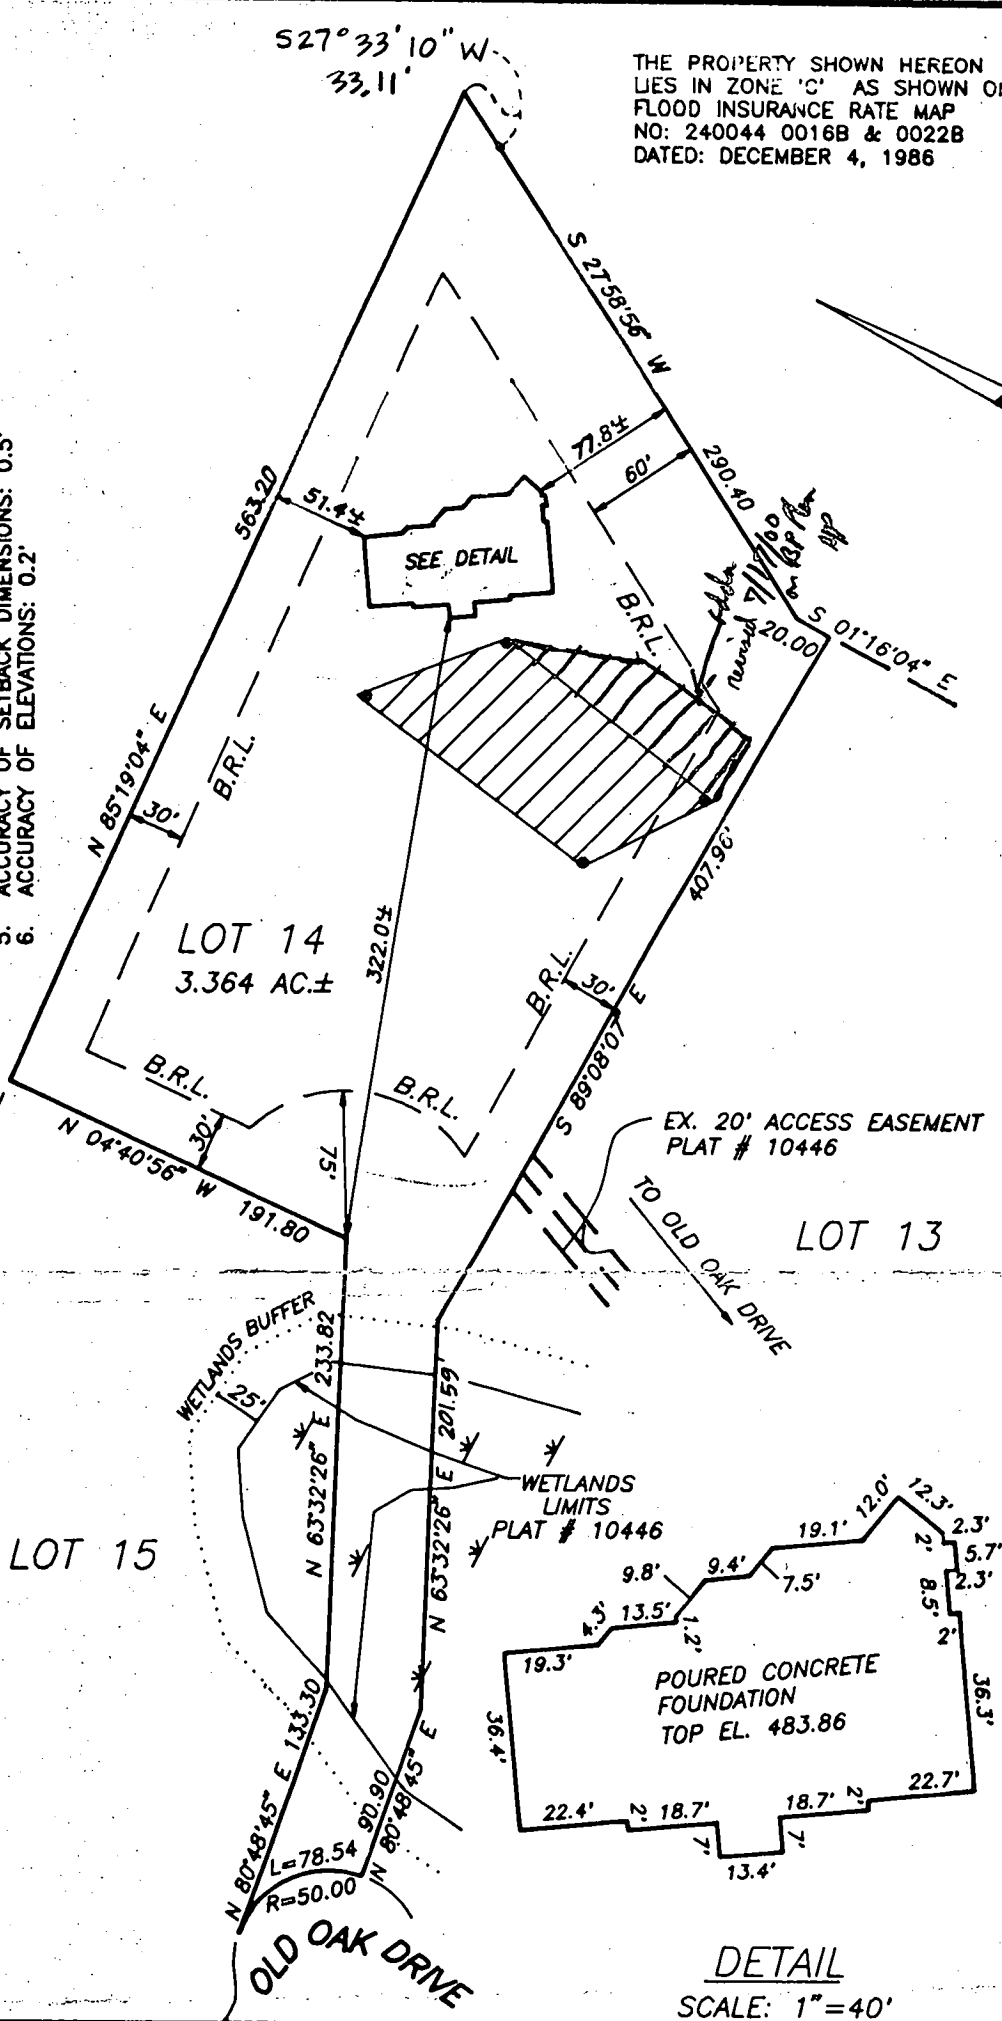 S27°33'10" W
33.11'
THE PROPERTY SHOWN HEREON
LIES IN ZONE 'C' AS SHOWN
FLOOD INSURANCE RATE MAP
NO: 240044 0016B & 0022B
DATED: DECEMBER 4, 1986
5. ACCURACY OF SETBACK DIMENSIONS: 0.5'
6. ACCURACY OF ELEVATIONS: 0.2'
S 27°58'56" W
290.40
77.8'±
60'
563.20
51.4'±
SEE DETAIL
B.R.L.
revised 7/17/00
on BP Plan
20.00
S 01°16'04" E
N 85°19'04" E
B.R.L.
30'
407.96'
LOT 14
3.364 AC.±
322.0'±
B.R.L.
30'
S 89°08'07" E
B.R.L.
B.R.L.
30'
75'
N 04°40'56" W
191.80
EX. 20' ACCESS EASEMENT
PLAT # 10446
TO OLD OAK DRIVE
LOT 13
WETLANDS BUFFER
25'
N 63°32'26" E 233.82
N 63°32'26" E 201.59'
WETLANDS
LIMITS
PLAT # 10446
LOT 15
N 80°48'45" E 133.30
90.90
N 80°48'45" E
L=78.54
R=50.00
OLD OAK DRIVE
12.0'
12.3'
2.3'
2'
5.7'
2.3'
8.5'
2'
19.1'
7.5'
9.4'
9.8'
1.2'
13.5'
4.3'
19.3'
POURED CONCRETE
FOUNDATION
TOP EL. 483.86
36.4'
36.3'
22.4'
2'
18.7'
7'
13.4'
7'
18.7'
2'
22.7'
DETAIL
SCALE: 1"=40'